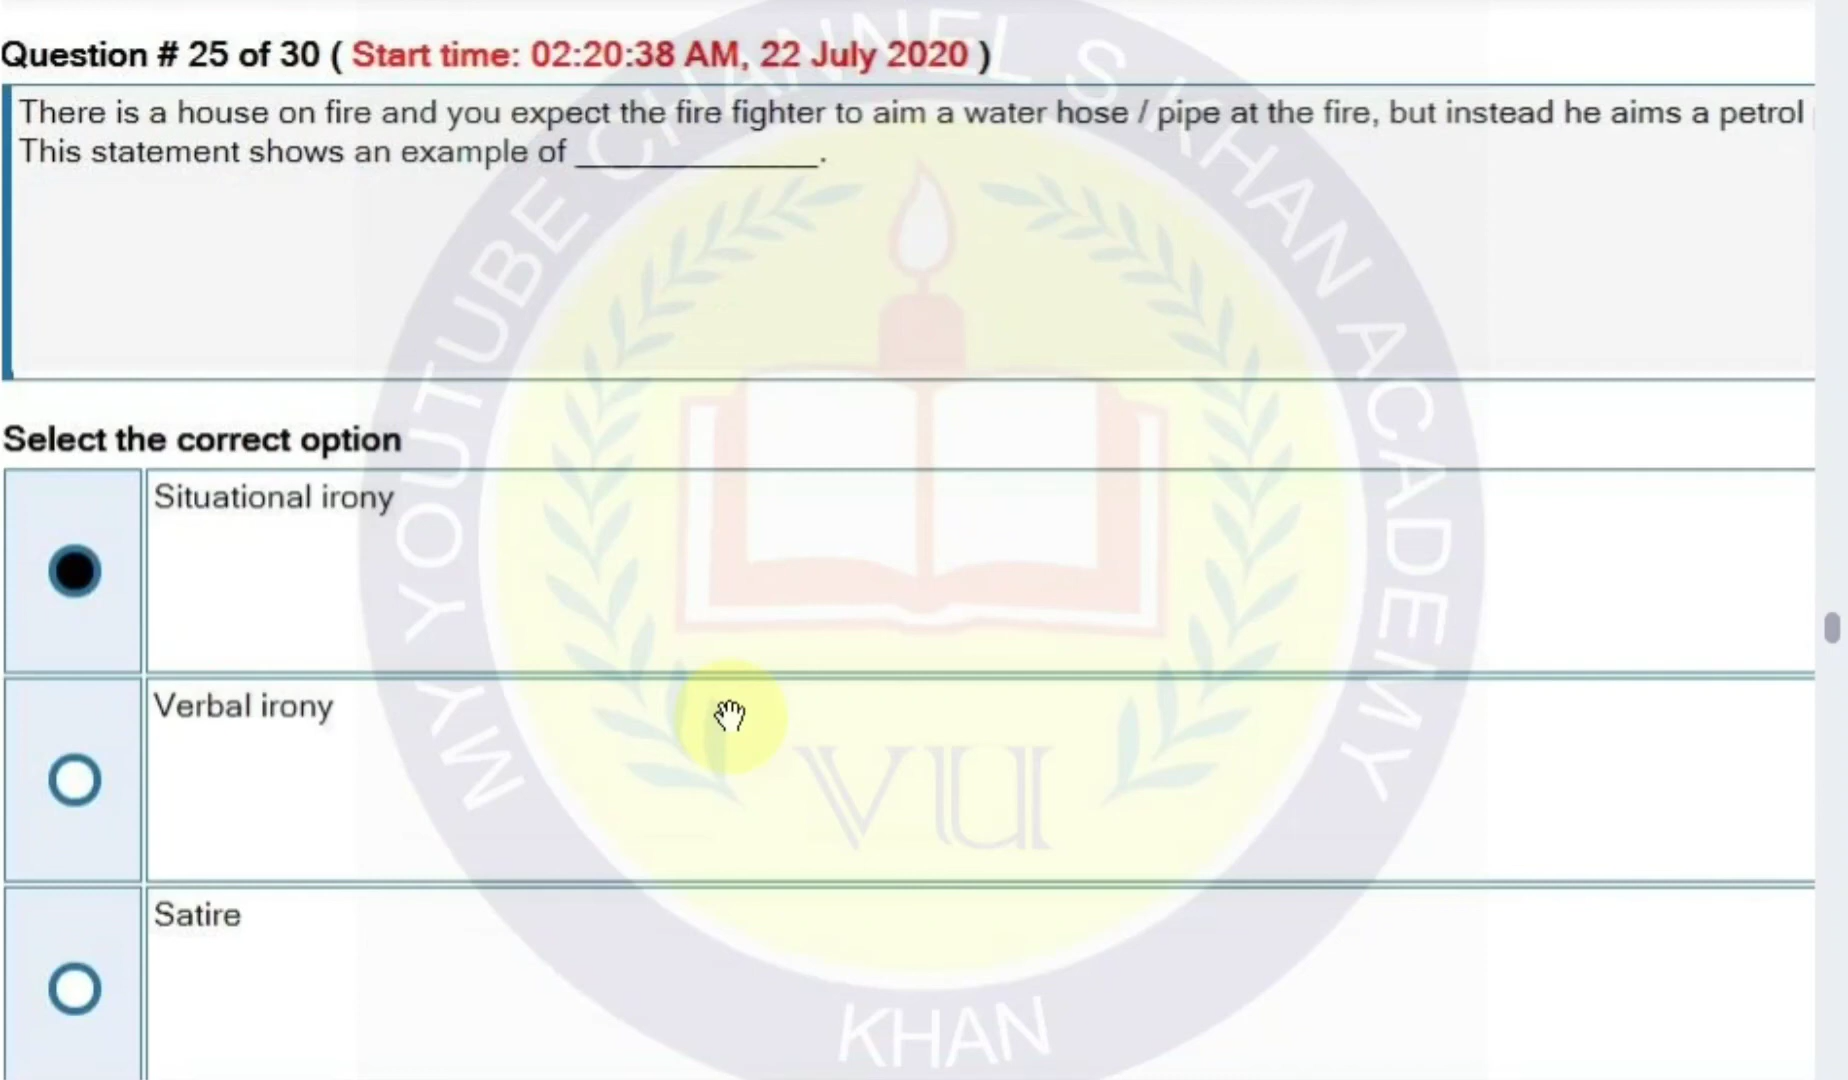 Question # 25 of 30 ( Start time: 02:20:38 AM, 22 July 2020 )
There is a house on fire and you expect the fire fighter to aim a water hose / pipe at the fire, but instead he aims a petrol
This statement shows an example of ______________.
Select the correct option
Situational irony
Verbal irony
Satire
MY YOUTUBE CHANNEL S KHAN ACADEMY
VU
KHAN